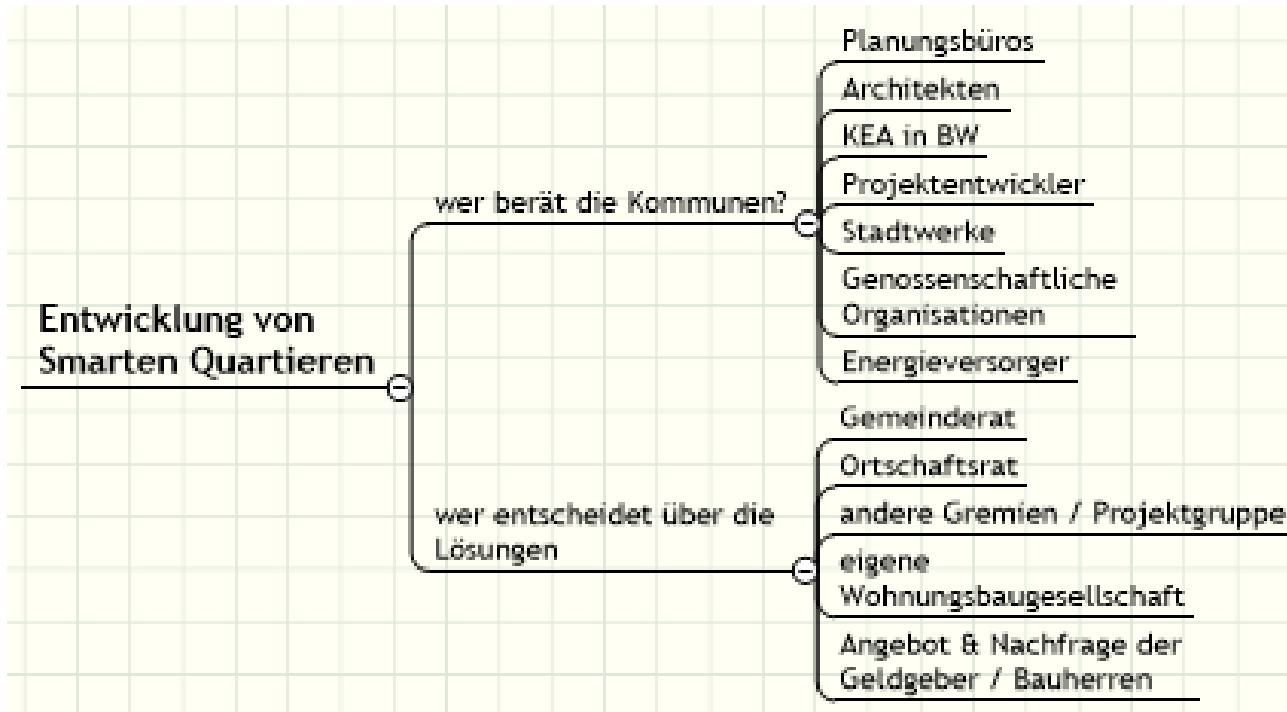 Entwicklung von
Smarten Quartieren
wer berät die Kommunen?
Planungsbüros
Architekten
KEA in BW
Projektentwickler
Stadtwerke
Genossenschaftliche
Organisationen
Energieversorger
wer entscheidet über die
Lösungen
Gemeinderat
Ortschaftsrat
andere Gremien / Projektgruppe
eigene
Wohnungsbaugesellschaft
Angebot & Nachfrage der
Geldgeber / Bauherren